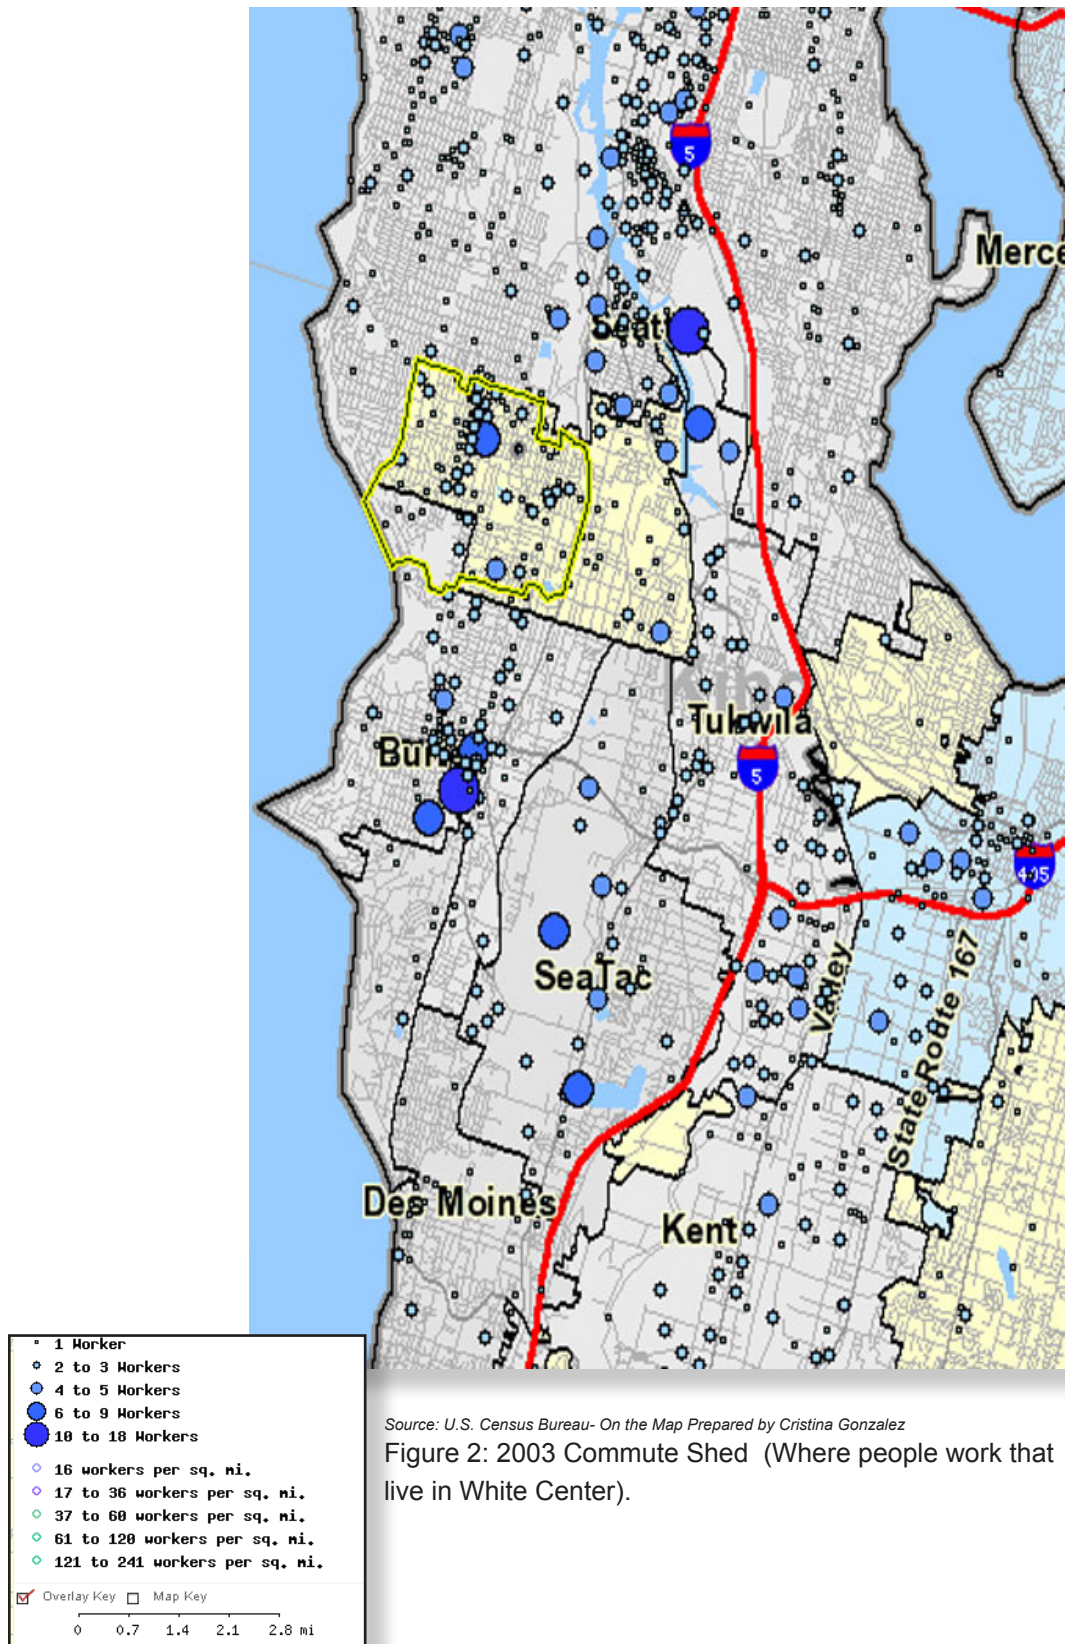 5
Merce
Seatt
King
Tukwila
Bur
5
405
SeaTac
Valley
State Route 167
Des Moines
Kent
1 Worker
2 to 3 Workers
4 to 5 Workers
6 to 9 Workers
10 to 18 Workers
16 workers per sq. mi.
17 to 36 workers per sq. mi.
37 to 60 workers per sq. mi.
61 to 120 workers per sq. mi.
121 to 241 workers per sq. mi.
Overlay Key Map Key
0 0.7 1.4 2.1 2.8 mi
Source: U.S. Census Bureau- On the Map Prepared by Cristina Gonzalez
Figure 2: 2003 Commute Shed (Where people work that
live in White Center).